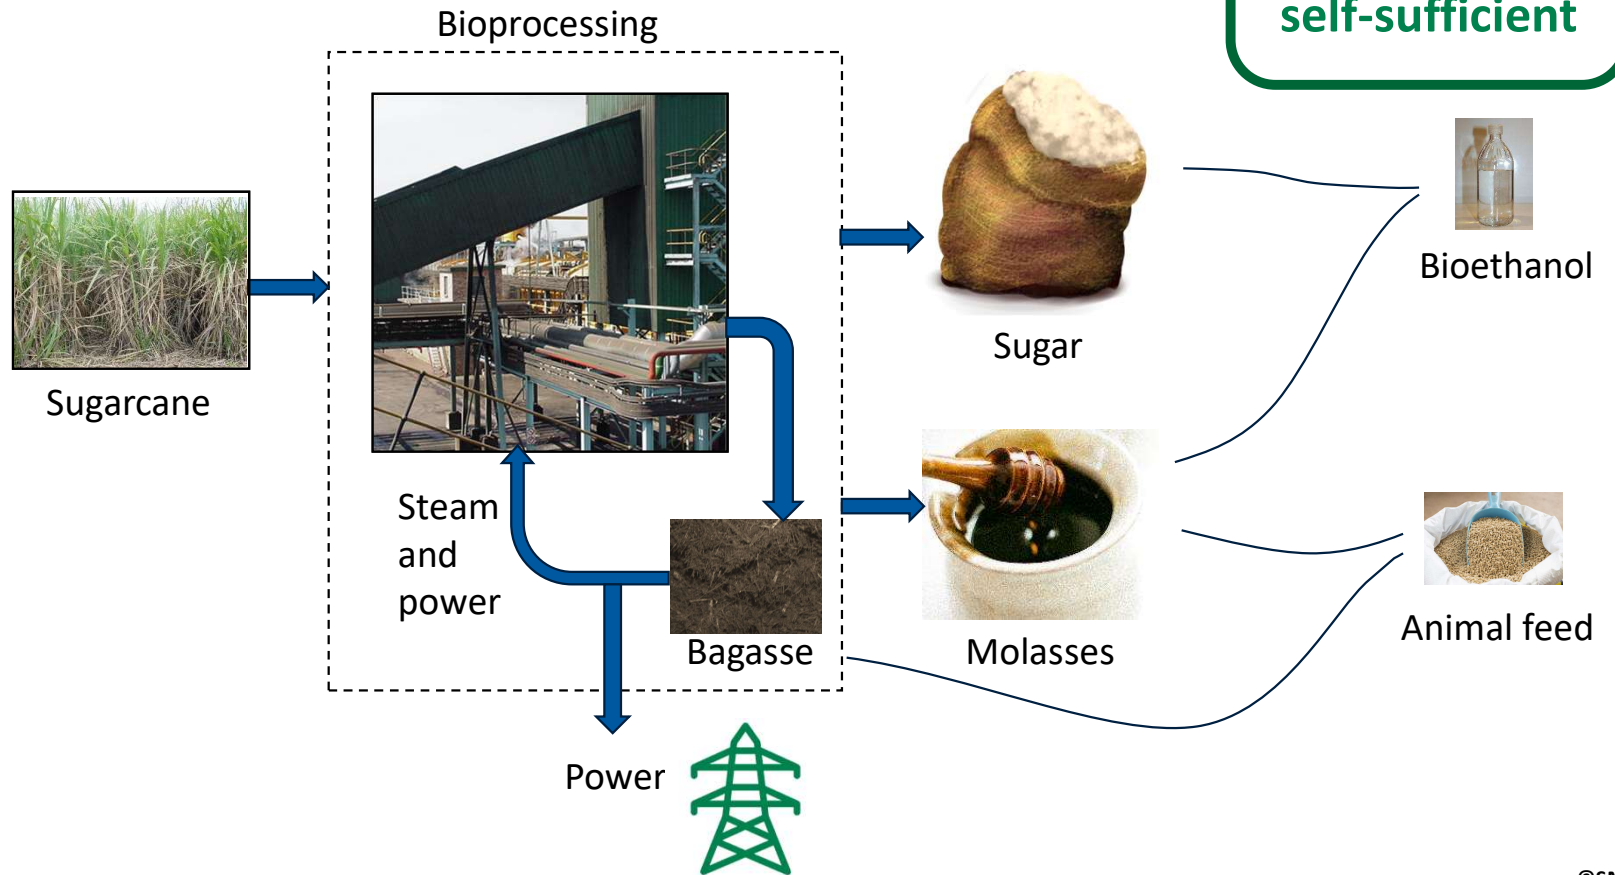 Bioprocessing
self-sufficient
Sugarcane
Sugar
Bioethanol
Steam
and
power
Bagasse
Molasses
Animal feed
Power